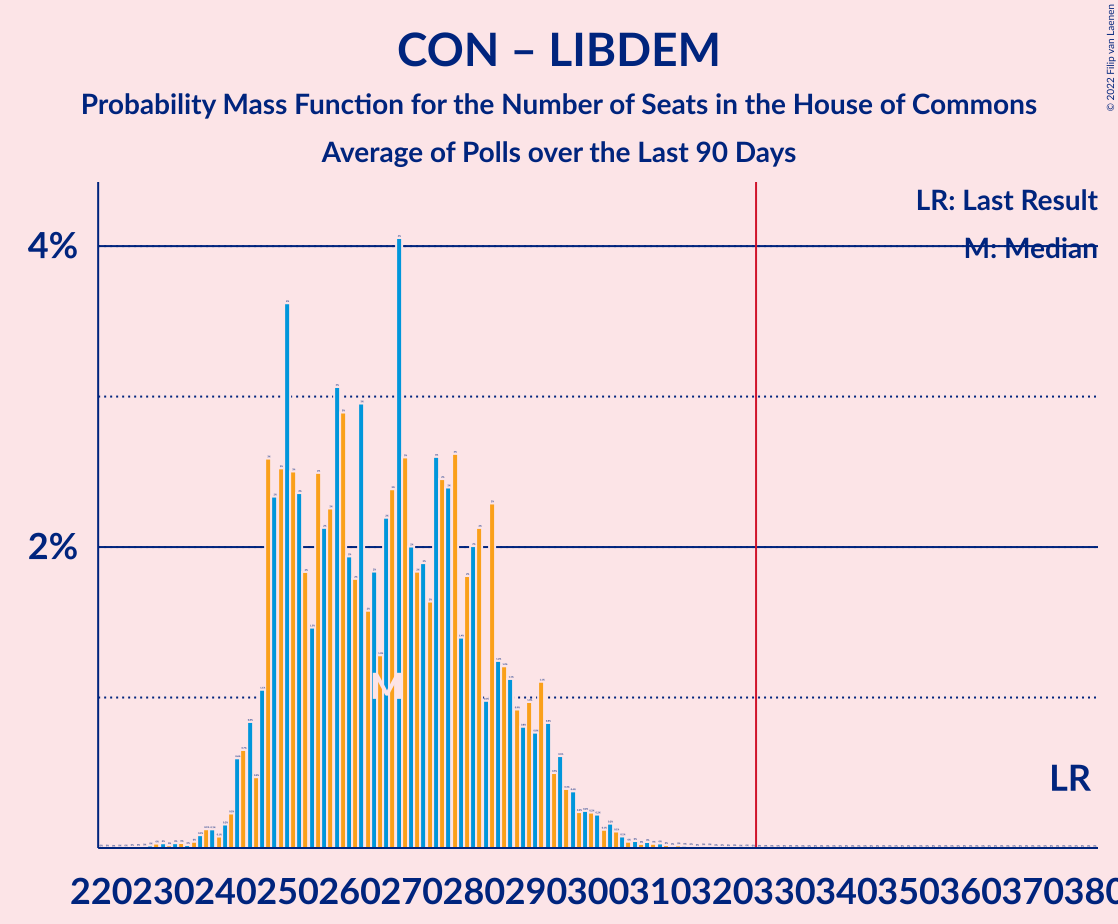 CON – LIBDEM
Probability Mass Function for the Number of Seats in the House of Commons
Average of Polls over the Last 90 Days
© 2022 Filip van Laenen
LR: Last Result
M: Median
4%
2%
M
LR
220230240250260270280290300310320330340350360370380